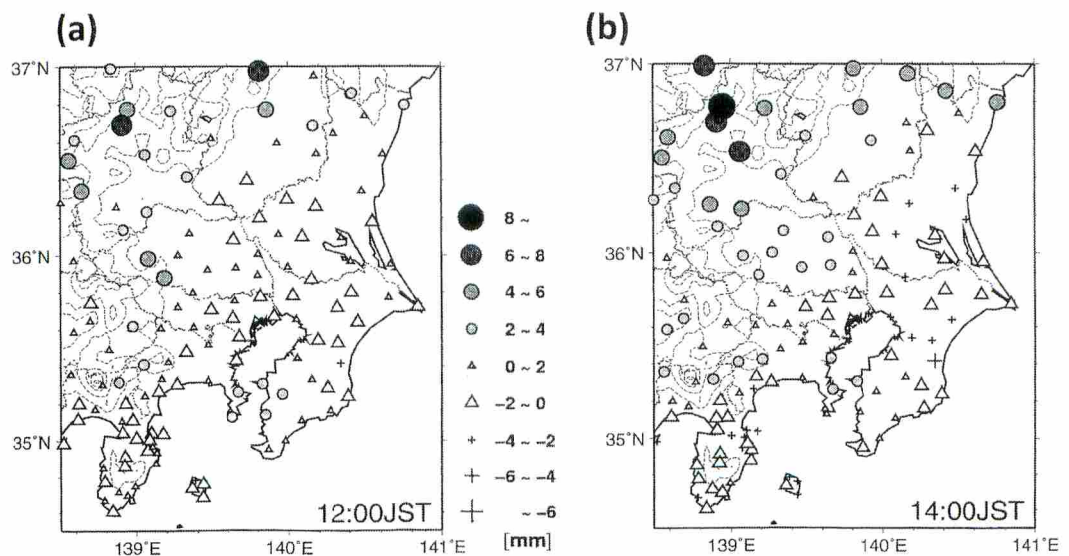 (a)
37°N
36°N
35°N
139°E
140°E
141°E
12:00JST
8 ~
6 ~ 8
4 ~ 6
2 ~ 4
0 ~ 2
-2 ~ 0
-4 ~ -2
-6 ~ -4
~ -6
[mm]
(b)
37°N
36°N
35°N
139°E
140°E
141°E
14:00JST